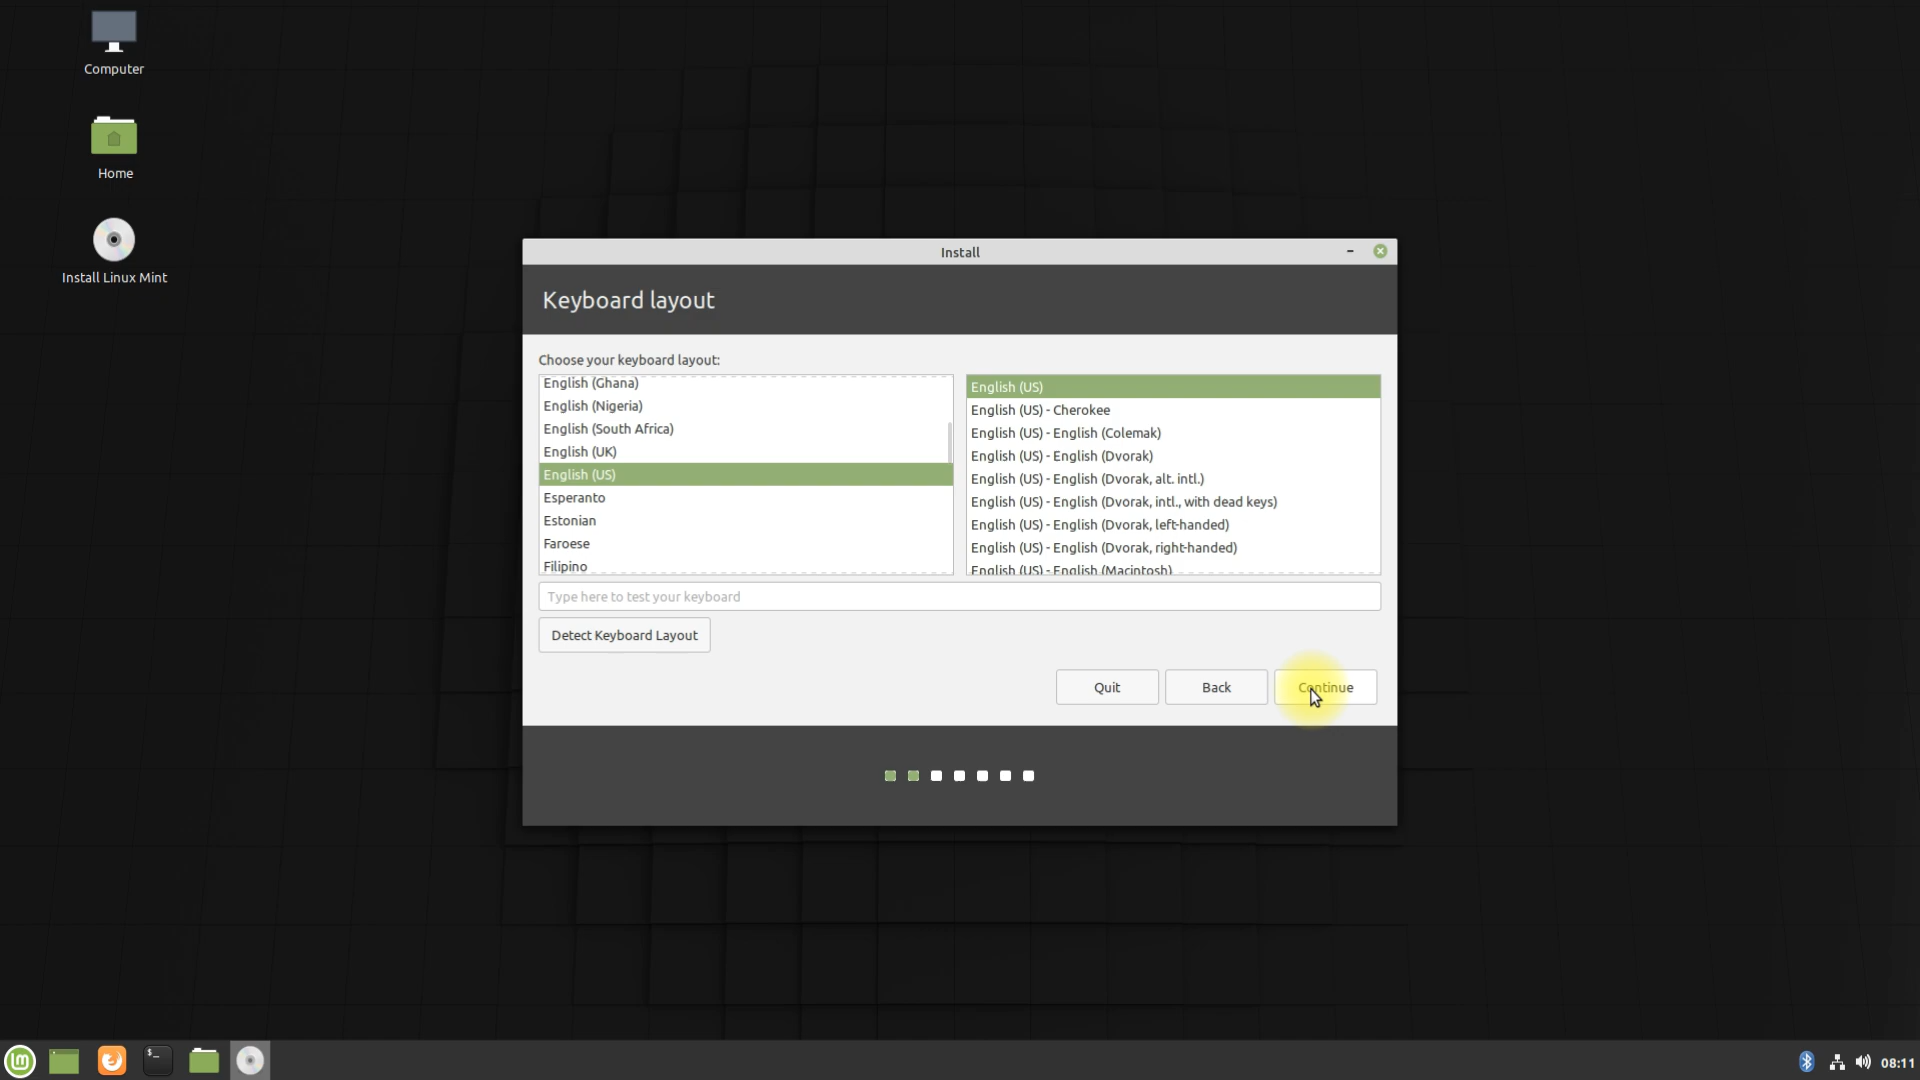 Computer
Home
Install Linux Mint
Install
Keyboard layout
Choose your keyboard layout:
English (Ghana)
English (Nigeria)
English (South Africa)
English (UK)
English (US)
Esperanto
Estonian
Faroese
Filipino
English (US)
English (US) - Cherokee
English (US) - English (Colemak)
English (US) - English (Dvorak)
English (US) - English (Dvorak, alt. intl.)
English (US) - English (Dvorak, intl., with dead keys)
English (US) - English (Dvorak, left-handed)
English (US) - English (Dvorak, right-handed)
English (US) - English (Macintosh)
Type here to test your keyboard
Detect Keyboard Layout
Quit
Back
Continue
lm
$_
08:11